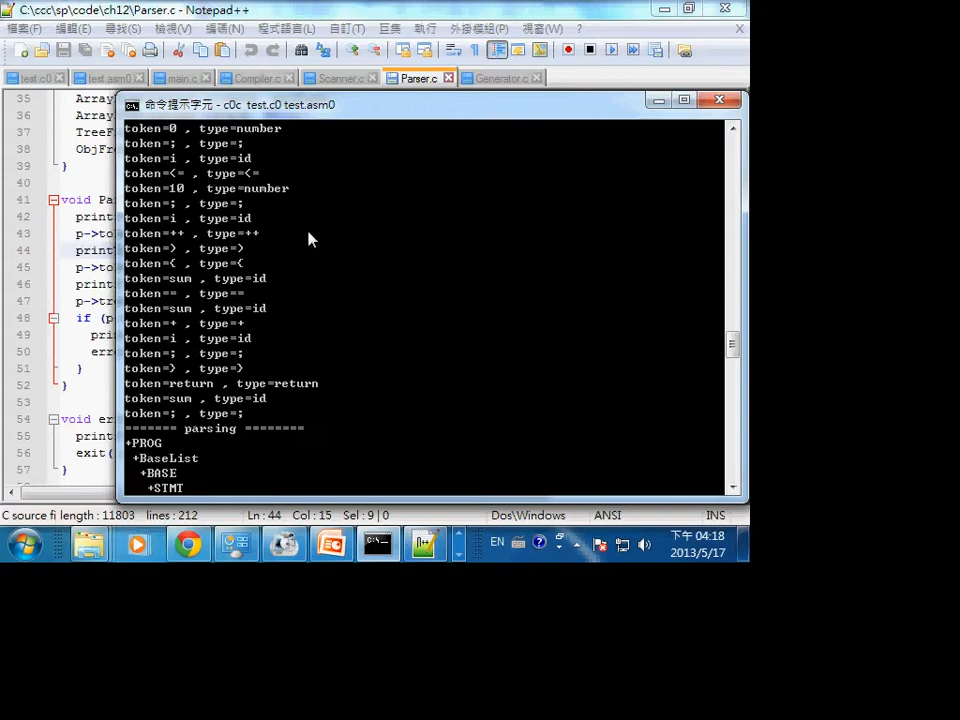 C:\ccc\sp\code\ch12\Parser.c - Notepad++
檔案(F) 編輯(E) 尋找(S) 檢視(V) 編碼(N) 程式語言(L) 自訂(T) 巨集 執行 外掛模組(P) 視窗(W) ? X
test.c0 test.asm0 main.c Compiler.c Scanner.c Parser.c Generator.c
命令提示字元 - c0c test.c0 test.asm0
35 Array
36 Array
37 TreeF
38 ObjFr
39 }
40
41 void Pa
42 print
43 p->to
44 print
45 p->to
46 print
47 p->tr
48 if (p
49 pri
50 err
51 }
52 }
53
54 void er
55 print
56 exit(
57 }
token=0 , type=number
token=; , type=;
token=i , type=id
token=<= , type=<=
token=10 , type=number
token=; , type=;
token=i , type=id
token=++ , type=++
token=) , type=)
token={ , type={
token=sum , type=id
token== , type==
token=sum , type=id
token=+ , type=+
token=i , type=id
token=; , type=;
token=} , type=}
token=return , type=return
token=sum , type=id
token=; , type=;
======= parsing ========
+PROG
+BaseList
+BASE
+STMT
C source fi length : 11803 lines : 212 Ln : 44 Col : 15 Sel : 9 | 0 Dos\Windows ANSI INS
EN
下午 04:18
2013/5/17